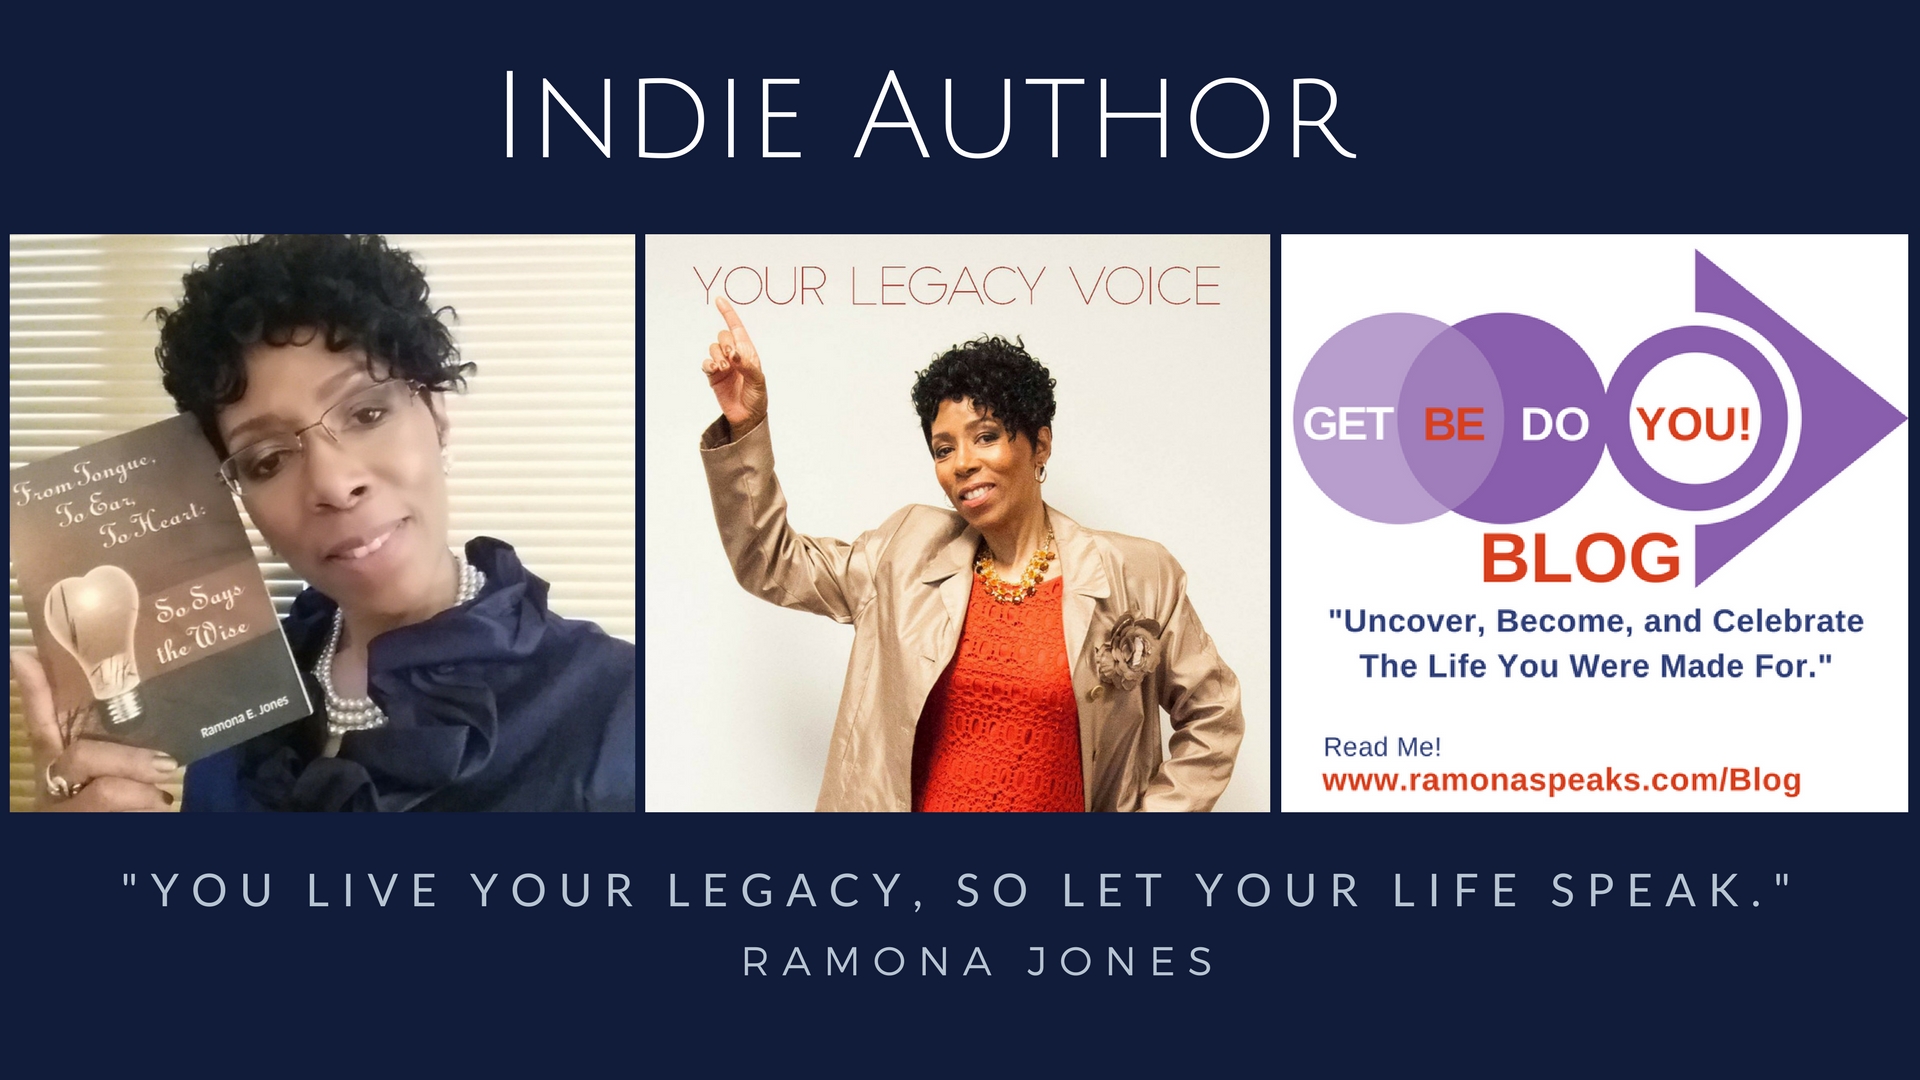 INDIE AUTHOR
From Tongue,
To Ear,
To Heart:
So Says
the Wise
Ramona E. Jones
YOUR LEGACY VOICE
GET BE DO YOU!
BLOG
"Uncover, Become, and Celebrate
The Life You Were Made For."
Read Me!
www.ramonaspeaks.com/Blog
"YOU LIVE YOUR LEGACY, SO LET YOUR LIFE SPEAK."
RAMONA JONES